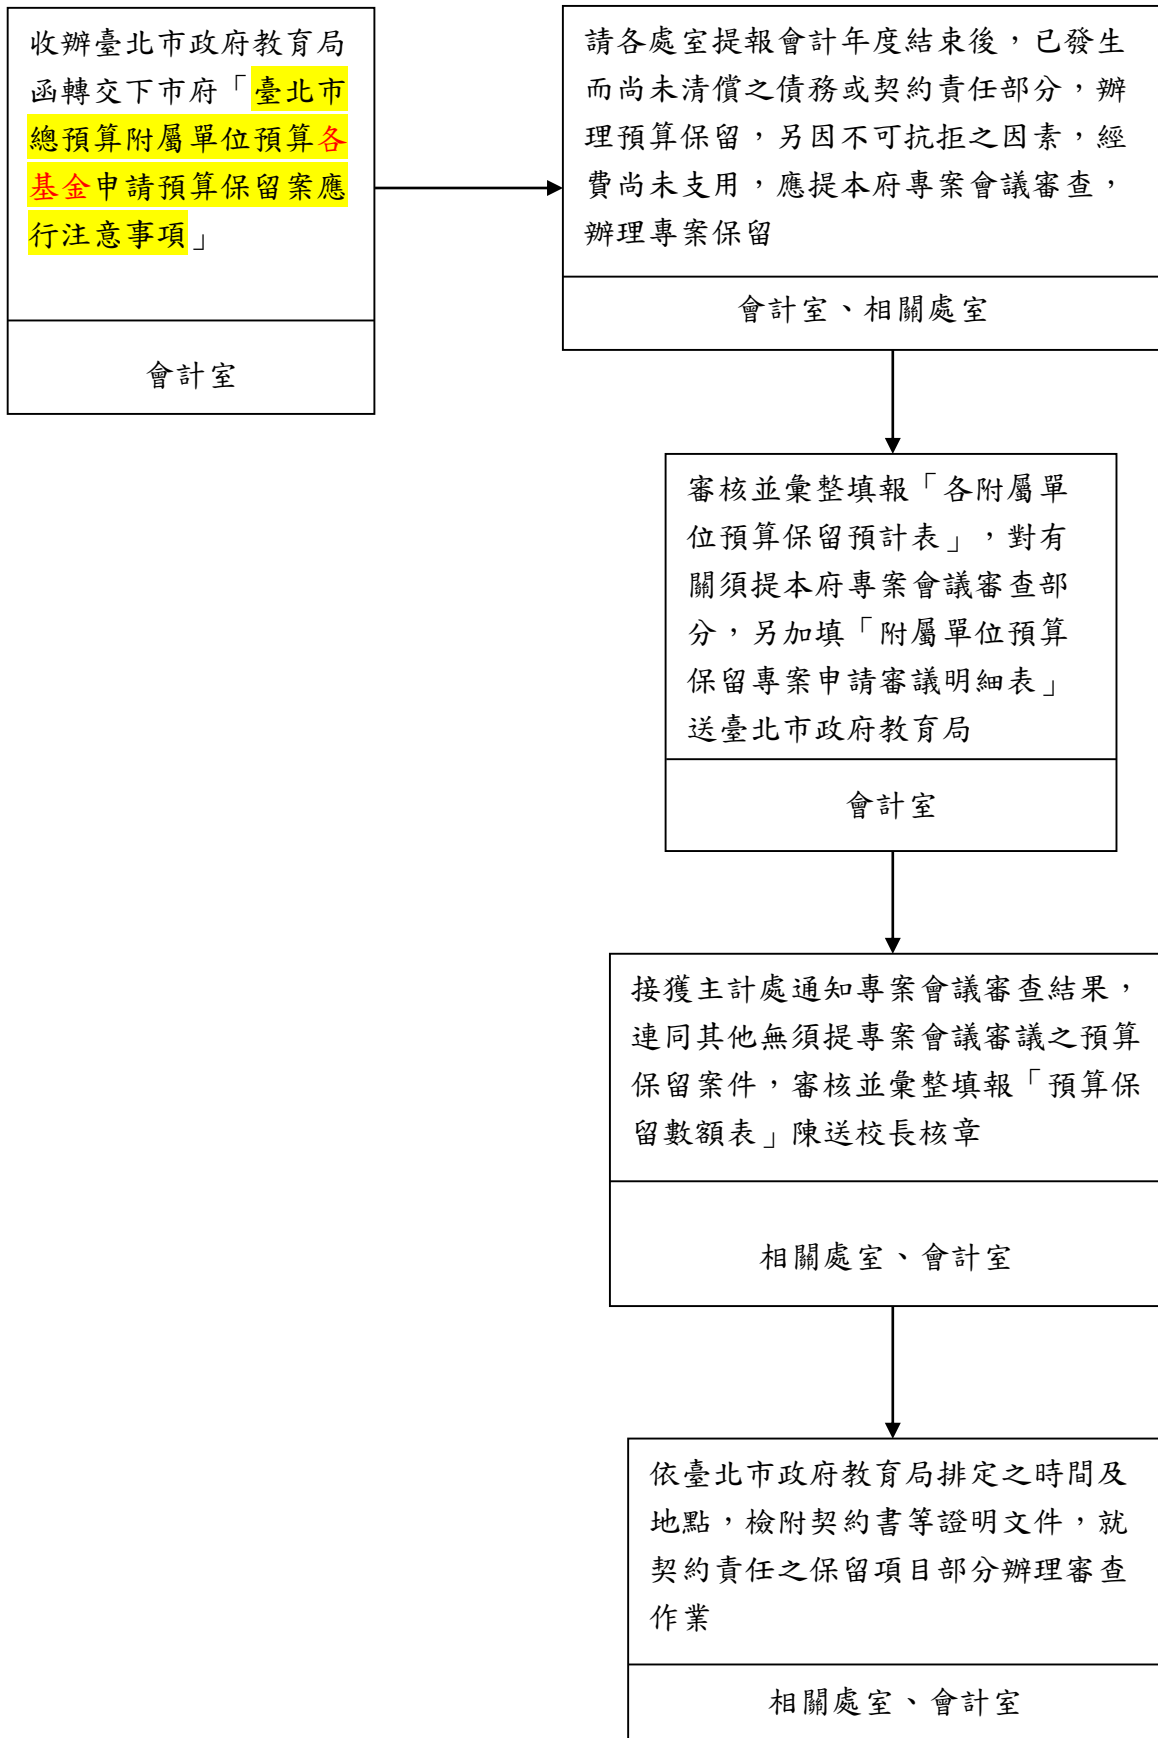 收辦臺北市政府教育局
函轉交下市府「臺北市
總預算附屬單位預算各
基金申請預算保留案應
行注意事項」
會計室
請各處室提報會計年度結束後，已發生
而尚未清償之債務或契約責任部分，辦
理預算保留，另因不可抗拒之因素，經
費尚未支用，應提本府專案會議審查，
辦理專案保留
會計室、相關處室
審核並彙整填報「各附屬單
位預算保留預計表」，對有
關須提本府專案會議審查部
分，另加填「附屬單位預算
保留專案申請審議明細表」
送臺北市政府教育局
會計室
接獲主計處通知專案會議審查結果，
連同其他無須提專案會議審議之預算
保留案件，審核並彙整填報「預算保
留數額表」陳送校長核章
相關處室、會計室
依臺北市政府教育局排定之時間及
地點，檢附契約書等證明文件，就
契約責任之保留項目部分辦理審查
作業
相關處室、會計室